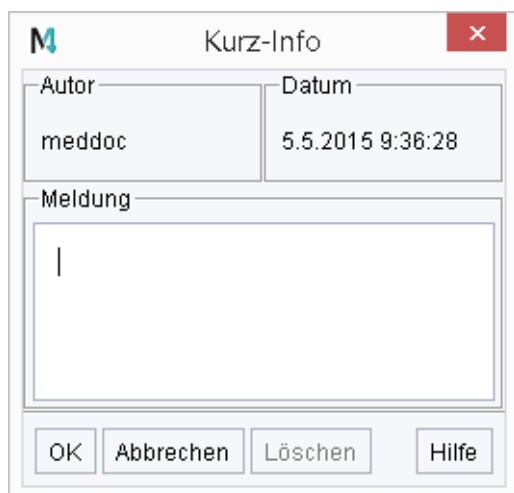 Kurz-Info
Autor Datum
meddoc 5.5.2015 9:36:28
Meldung
OK Abbrechen Löschen Hilfe